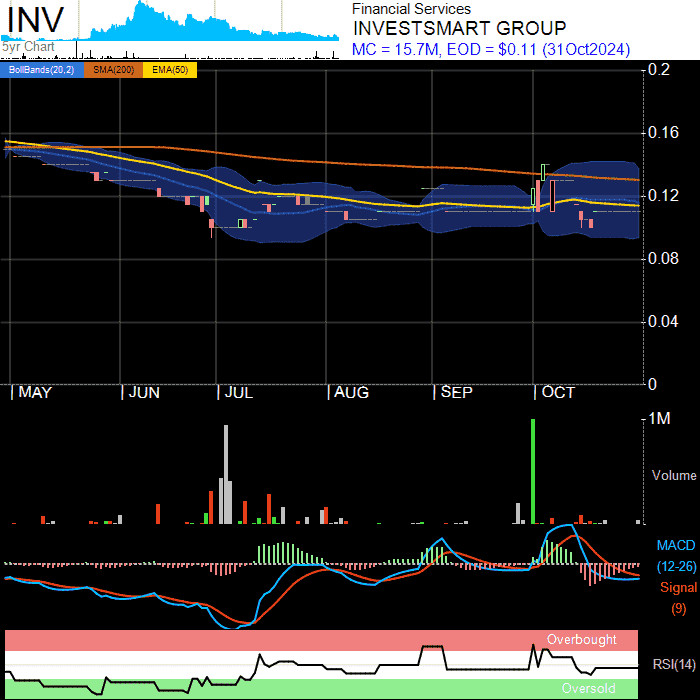 INV
5yr Chart
Financial Services
INVESTSMART GROUP
MC = 15.7M, EOD = $0.11 (31Oct2024)
BollBands(20,2) SMA(200) EMA(50)
0.2
0.16
0.12
0.08
0.04
0
MAY JUN JUL AUG SEP OCT
1M
Volume
MACD
(12-26)
Signal
(9)
Overbought
RSI(14)
Oversold